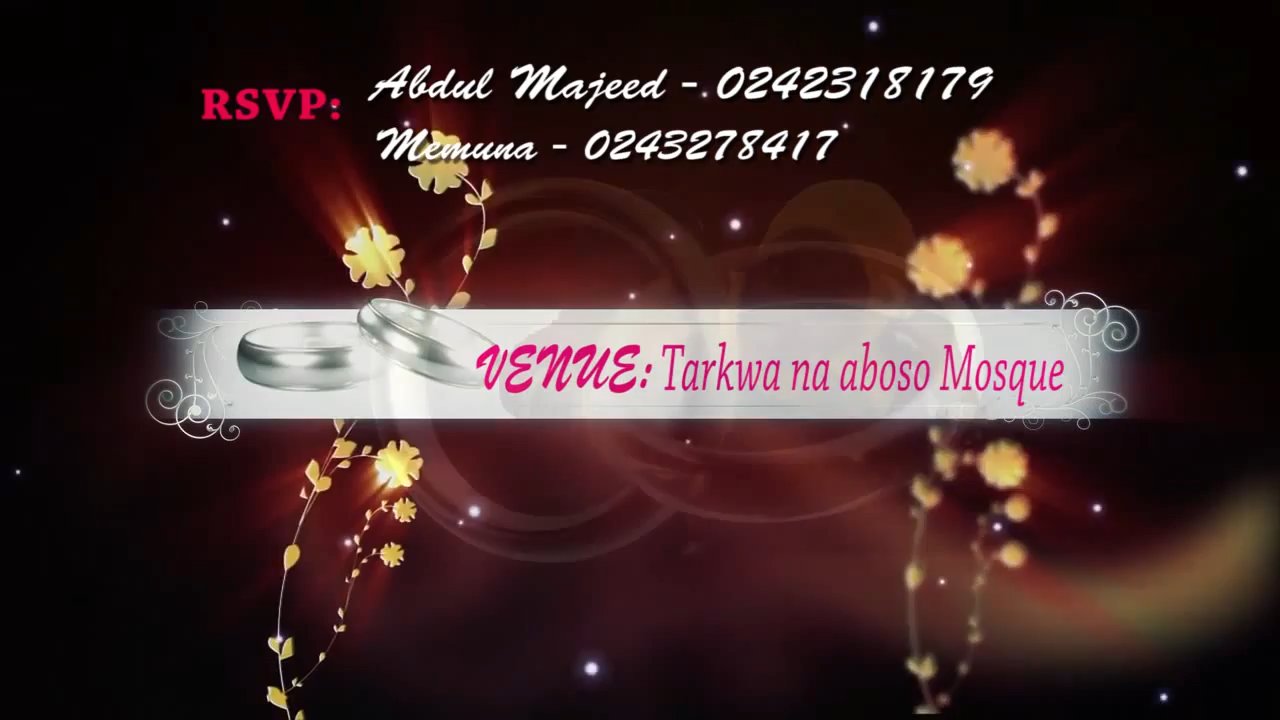 RSVP: Abdul Majeed - 0242318179
Memuna - 0243278417
VENUE: Tarkwa na aboso Mosque